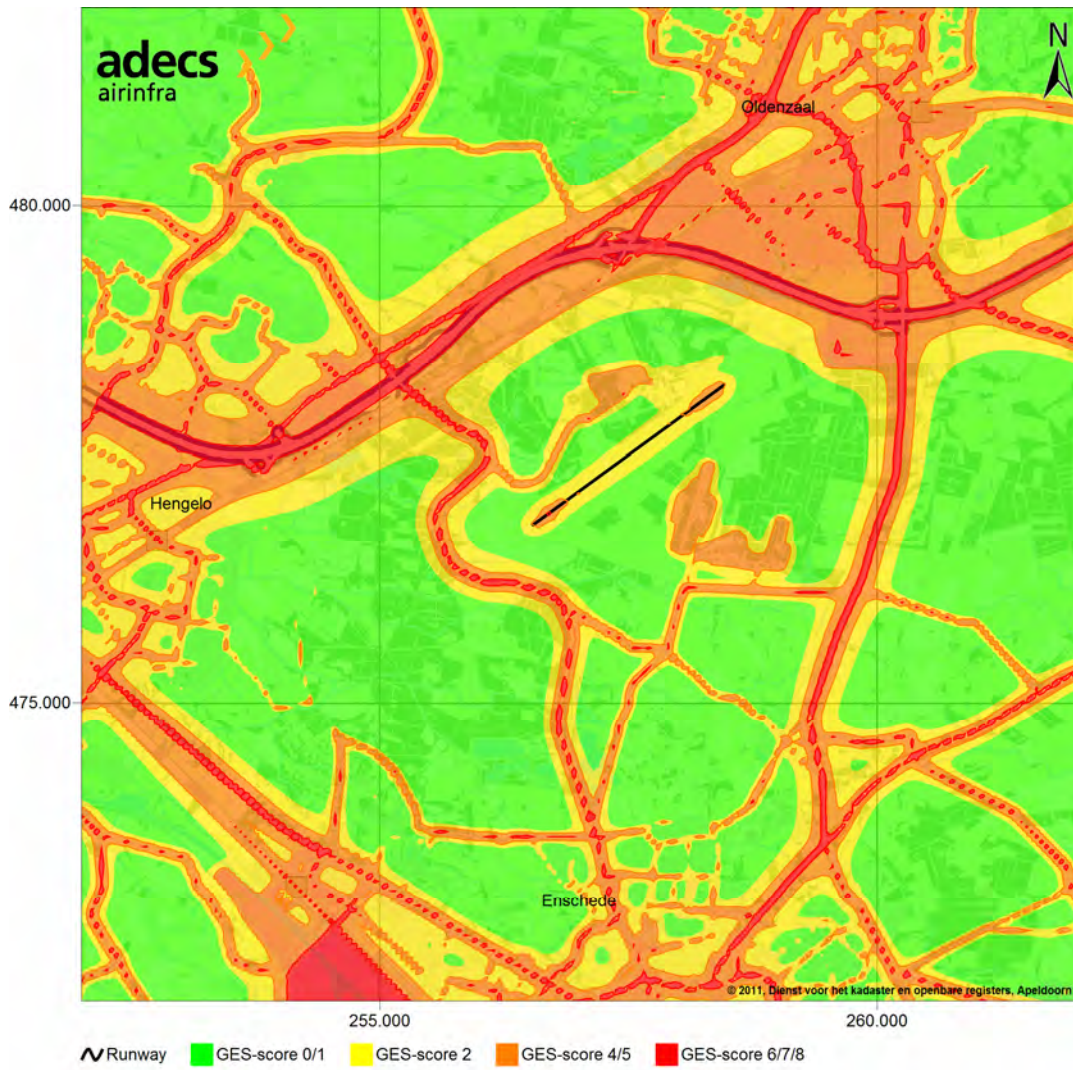 adecs
airinfra
N
Oldenzaal
480.000
Hengelo
475.000
Enschede
© 2011, Dienst voor het kadaster en openbare registers, Apeldoorn
255.000 260.000
Runway GES-score 0/1 GES-score 2 GES-score 4/5 GES-score 6/7/8